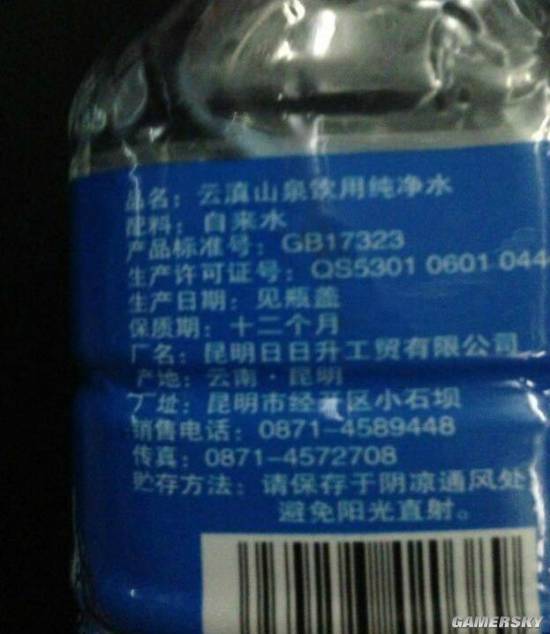 品名：云滇山泉饮用纯净水
配料：自来水
产品标准号：GB17323
生产许可证号：QS5301 0601 044
生产日期：见瓶盖
保质期：十二个月
厂名：昆明日日升工贸有限公司
产地：云南·昆明
厂址：昆明市经开区小石坝
销售电话：0871-4589448
传真：0871-4572708
贮存方法：请保存于阴凉通风处，
避免阳光直射。
GAMERSKY